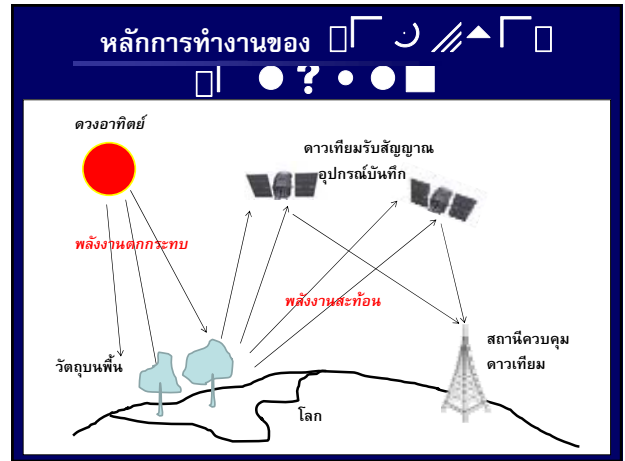 หลักการทำงานของ
ดวงอาทิตย์
ดาวเทียมรับสัญญาณ
อุปกรณ์บันทึก
พลังงานตกกระทบ
พลังงานสะท้อน
สถานีควบคุม
ดาวเทียม
วัตถุบนพื้น
โลก